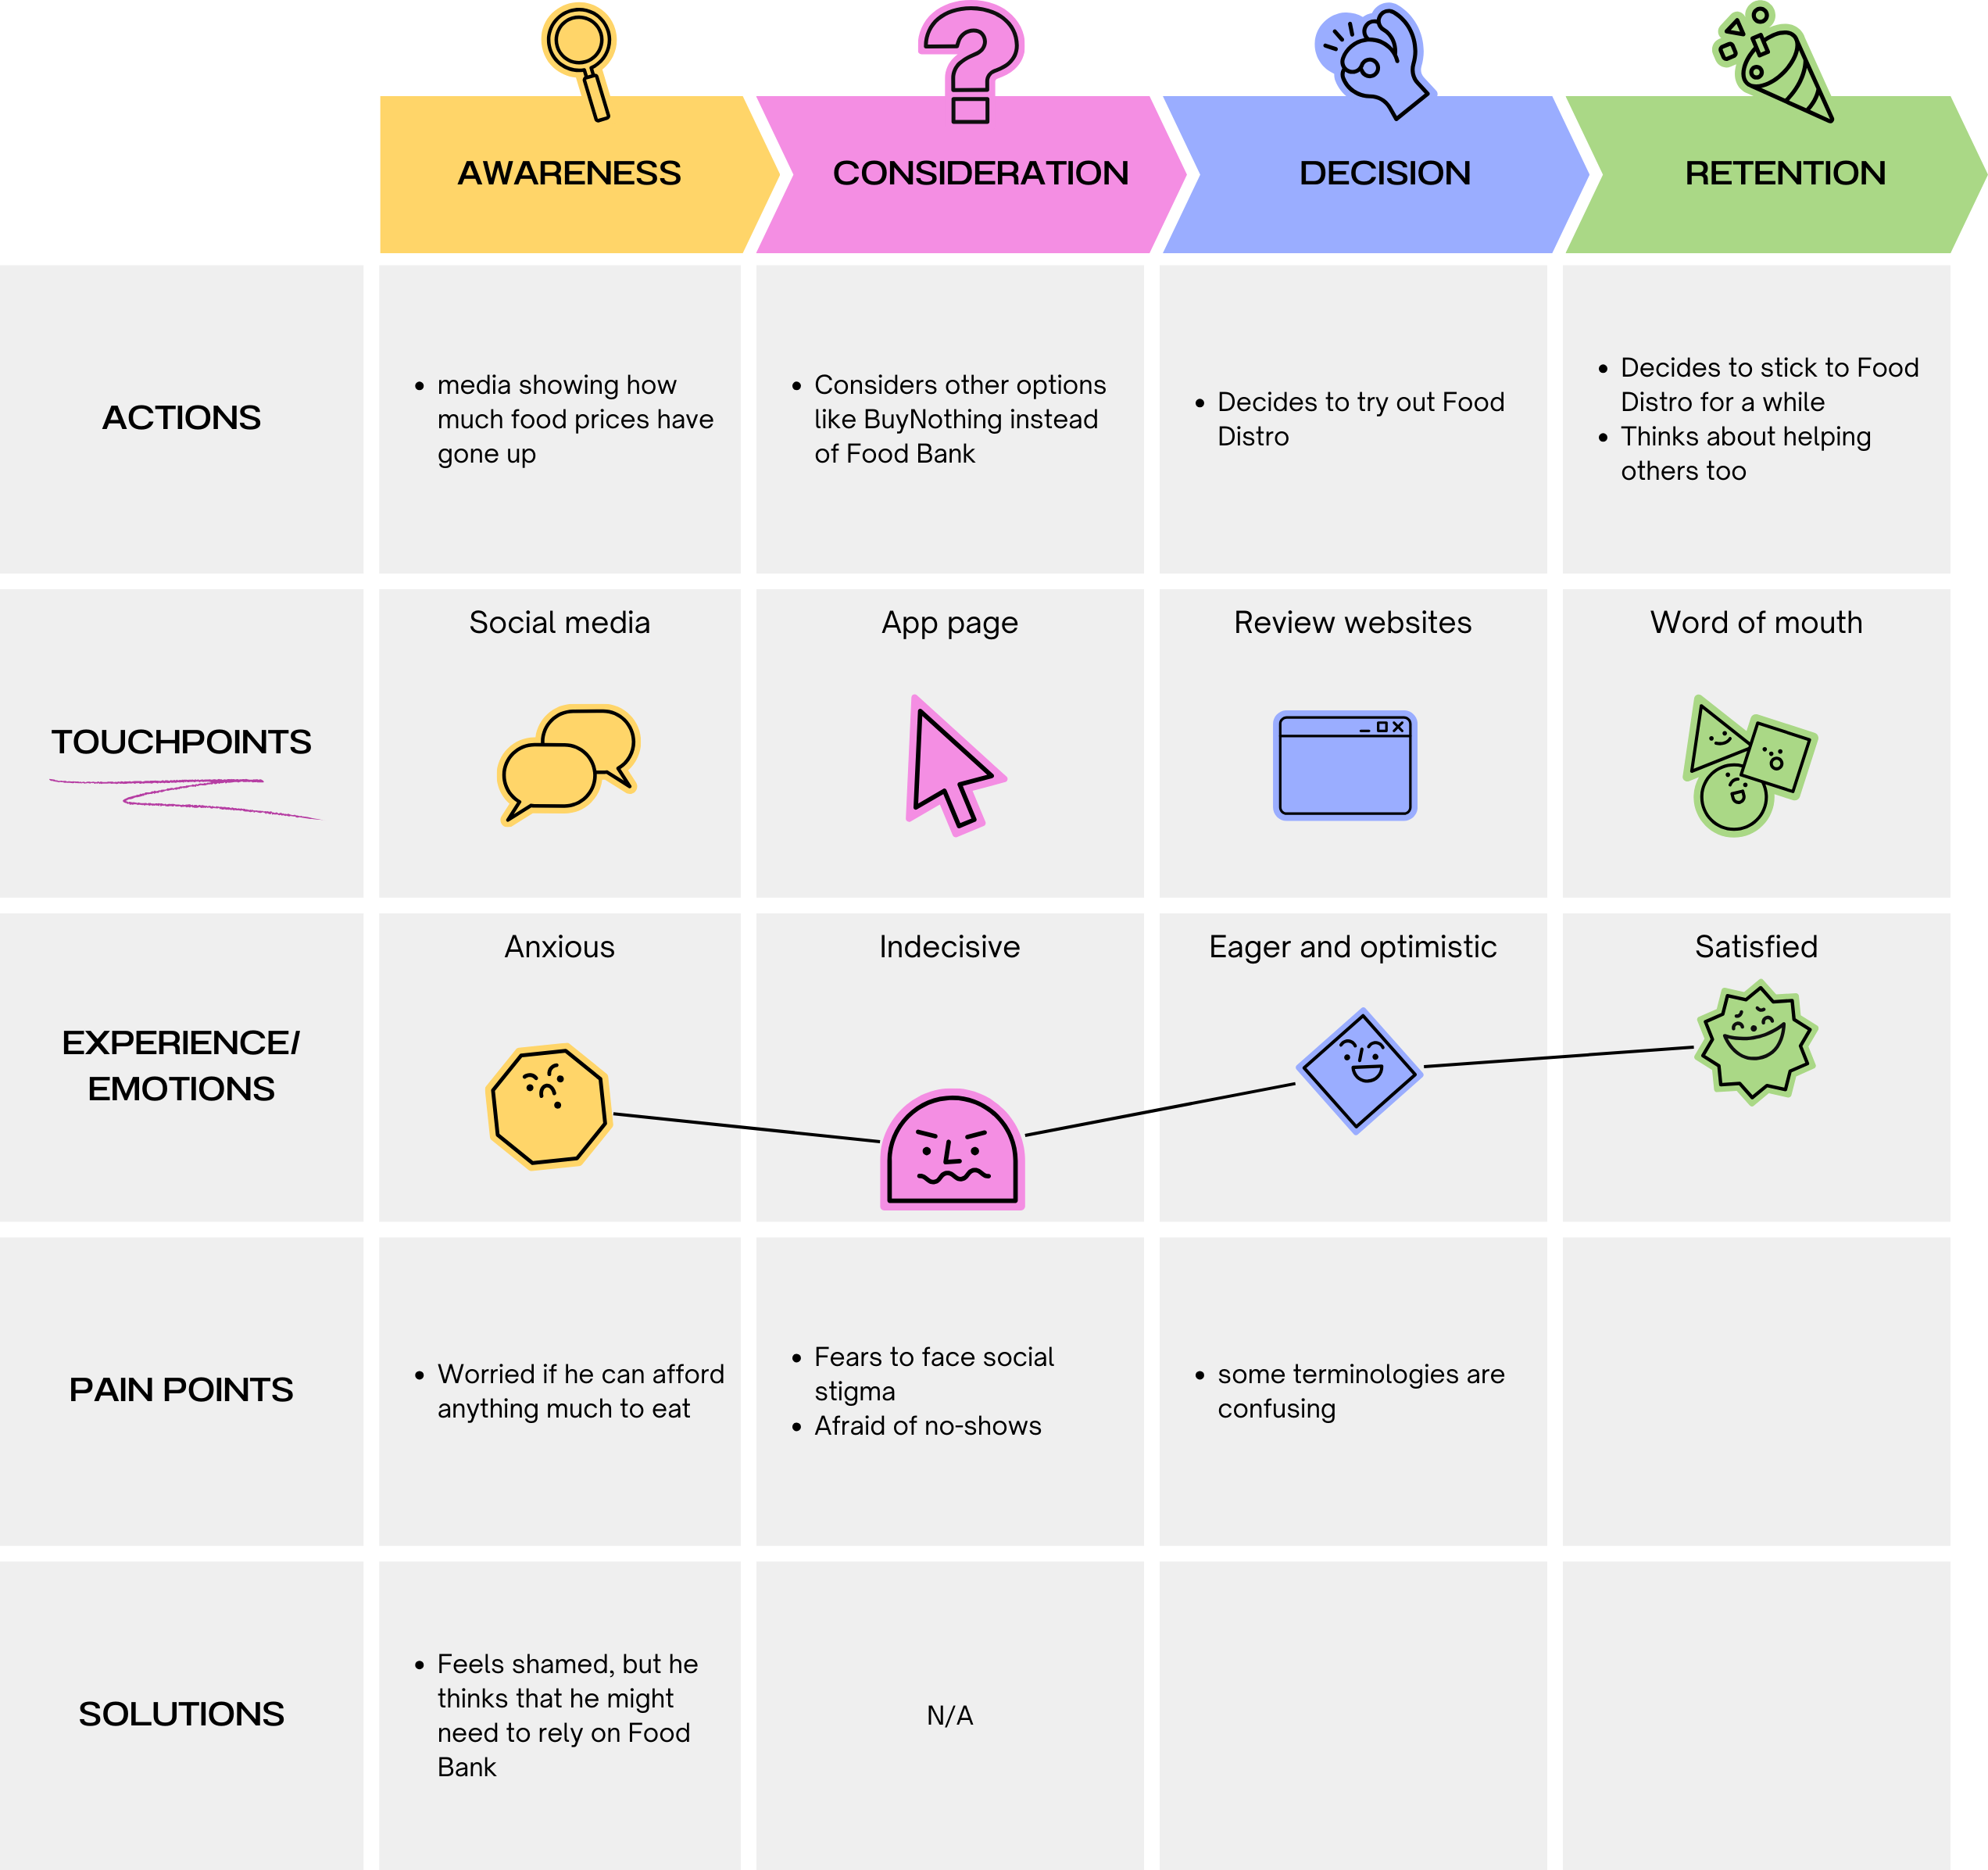 AWARENESS
CONSIDERATION
DECISION
RETENTION
ACTIONS
• media showing how
much food prices have
gone up
• Considers other options
like BuyNothing instead
of Food Bank
• Decides to try out Food
Distro
• Decides to stick to Food
Distro for a while
• Thinks about helping
others too
TOUCHPOINTS
Social media
App page
Review websites
Word of mouth
EXPERIENCE/
EMOTIONS
Anxious
Indecisive
Eager and optimistic
Satisfied
PAIN POINTS
• Worried if he can afford
anything much to eat
• Fears to face social
stigma
• Afraid of no-shows
• some terminologies are
confusing
SOLUTIONS
• Feels shamed, but he
thinks that he might
need to rely on Food
Bank
N/A